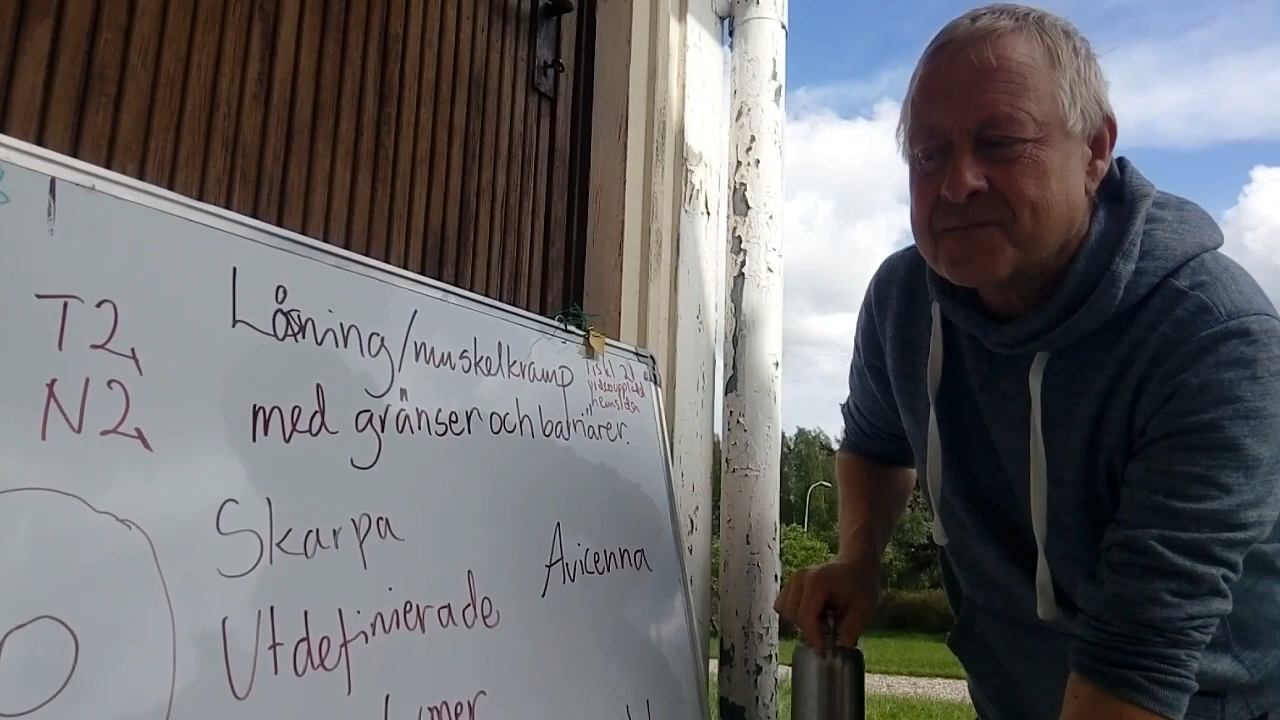 T2
N2
Låsning/muskelkramp
med gränser och barriärer.
Skarpa
Avicenna
Utdefinierade